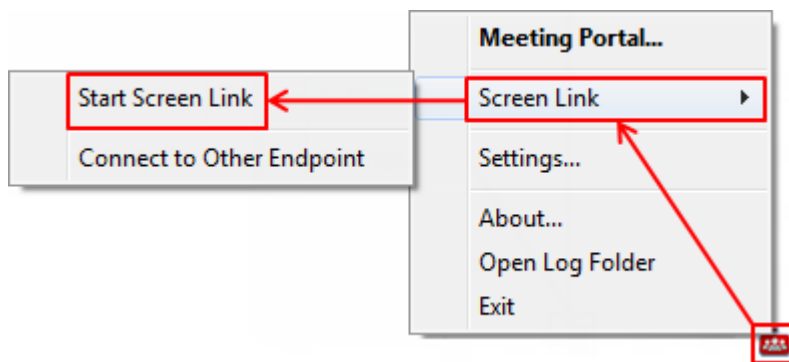 Meeting Portal...
Start Screen Link
Screen Link
Connect to Other Endpoint
Settings...
About...
Open Log Folder
Exit